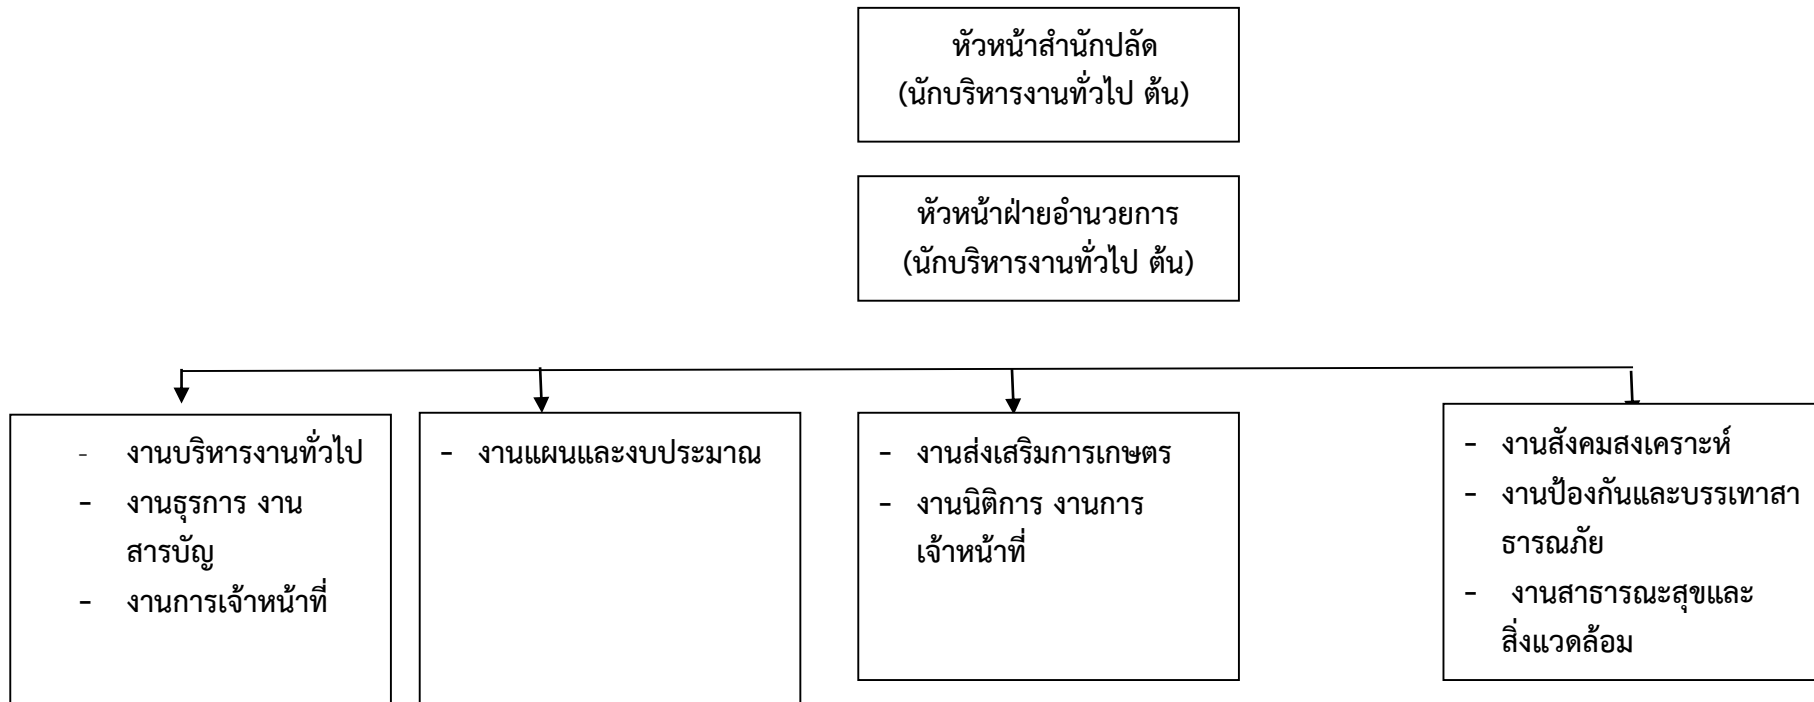 หัวหน้าสำนักปลัด
(นักบริหารงานทั่วไป ต้น)
หัวหน้าฝ่ายอำนวยการ
(นักบริหารงานทั่วไป ต้น)
- งานบริหารงานทั่วไป
- งานธุรการ งาน
สารบัญ
- งานการเจ้าหน้าที่
- งานแผนและงบประมาณ
- งานส่งเสริมการเกษตร
- งานนิติการ งานการ
เจ้าหน้าที่
- งานสังคมสงเคราะห์
- งานป้องกันและบรรเทาสา
ธารณภัย
- งานสาธารณะสุขและ
สิ่งแวดล้อม